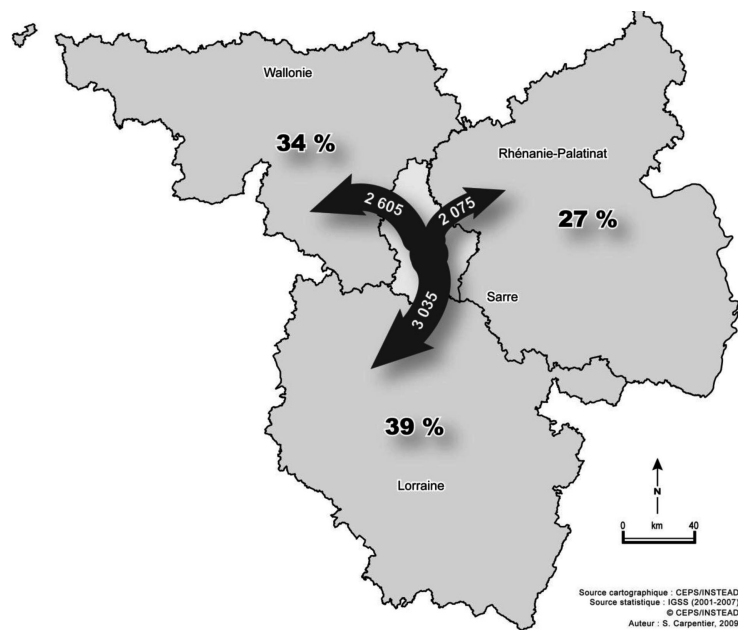 Wallonie
34 %
Rhénanie-Palatinat
27 %
2 605
2 075
Sarre
3 035
39 %
Lorraine
N
0 km 40
Source cartographique : CEPS/INSTEAD
Source statistique : IGSS (2001-2007)
© CEPS/INSTEAD
Auteur : S. Carpentier, 2009